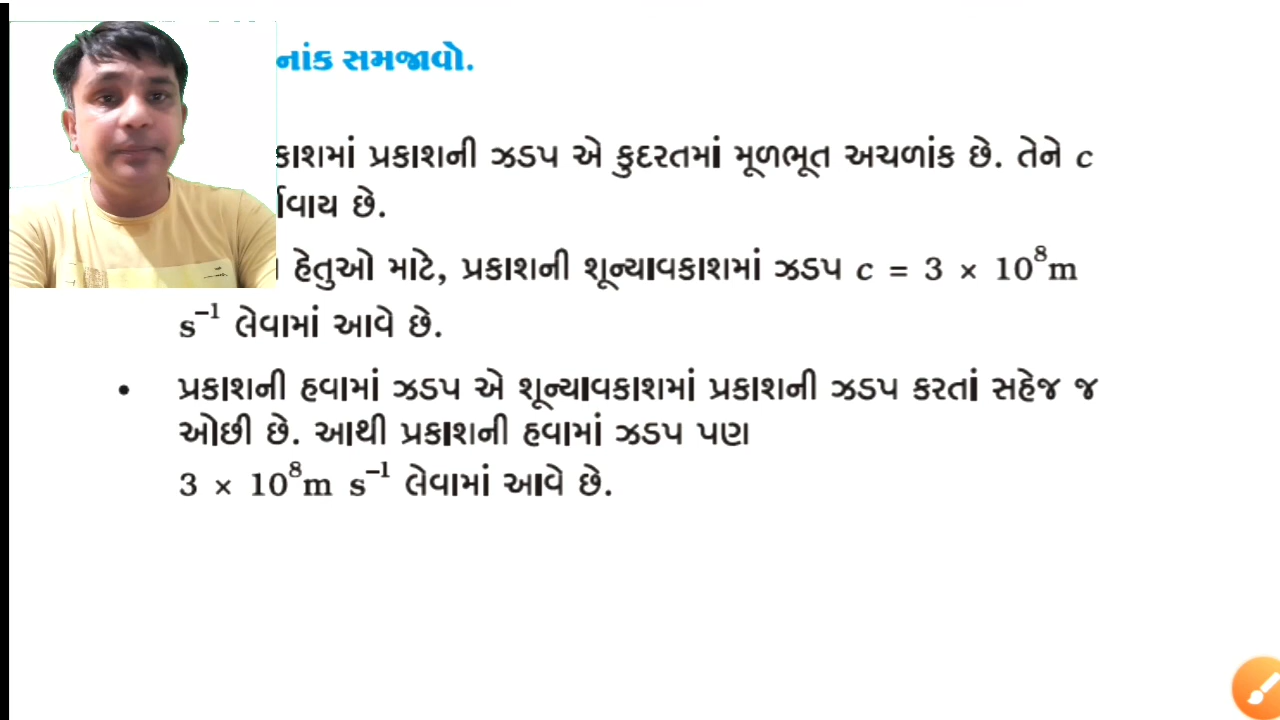 સમજાવો.
પ્રકાશની ઝડપ એ કુદરતમાં મૂળભૂત અચળાંક છે. તેને c
છે.
હેતુઓ માટે, પ્રકાશની શૂન્યાવકાશમાં ઝડપ c = 3 × 10⁸m
s⁻¹ લેવામાં આવે છે.
• પ્રકાશની હવામાં ઝડપ એ શૂન્યાવકાશમાં પ્રકાશની ઝડપ કરતાં સહેજ જ
ઓછી છે. આથી પ્રકાશની હવામાં ઝડપ પણ
3 × 10⁸m s⁻¹ લેવામાં આવે છે.